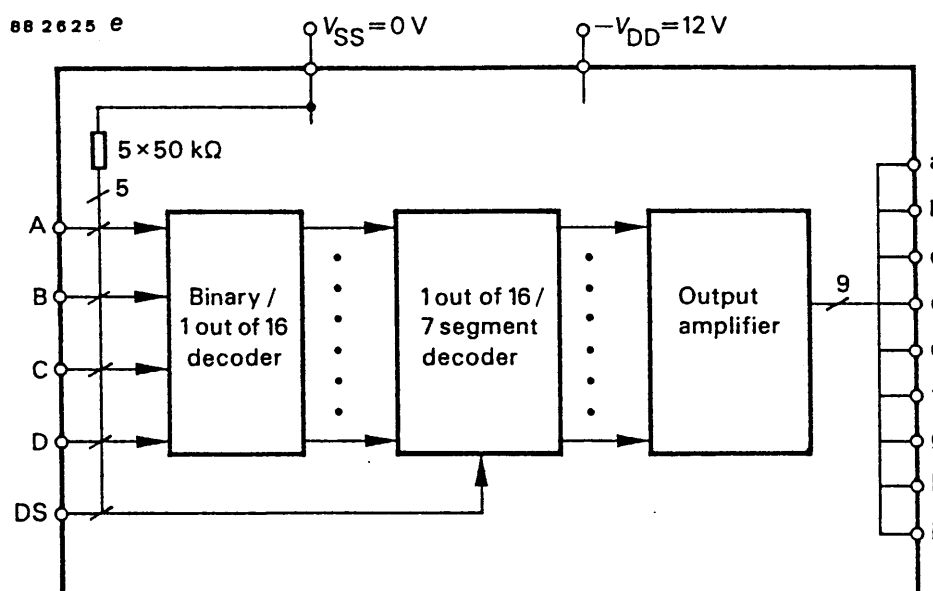 88 2625 e
VSS=0 V
−VDD=12 V
5×50 kΩ
5
A
B
C
D
DS
Binary /
1 out of 16
decoder
1 out of 16 /
7 segment
decoder
Output
amplifier
9
a
g